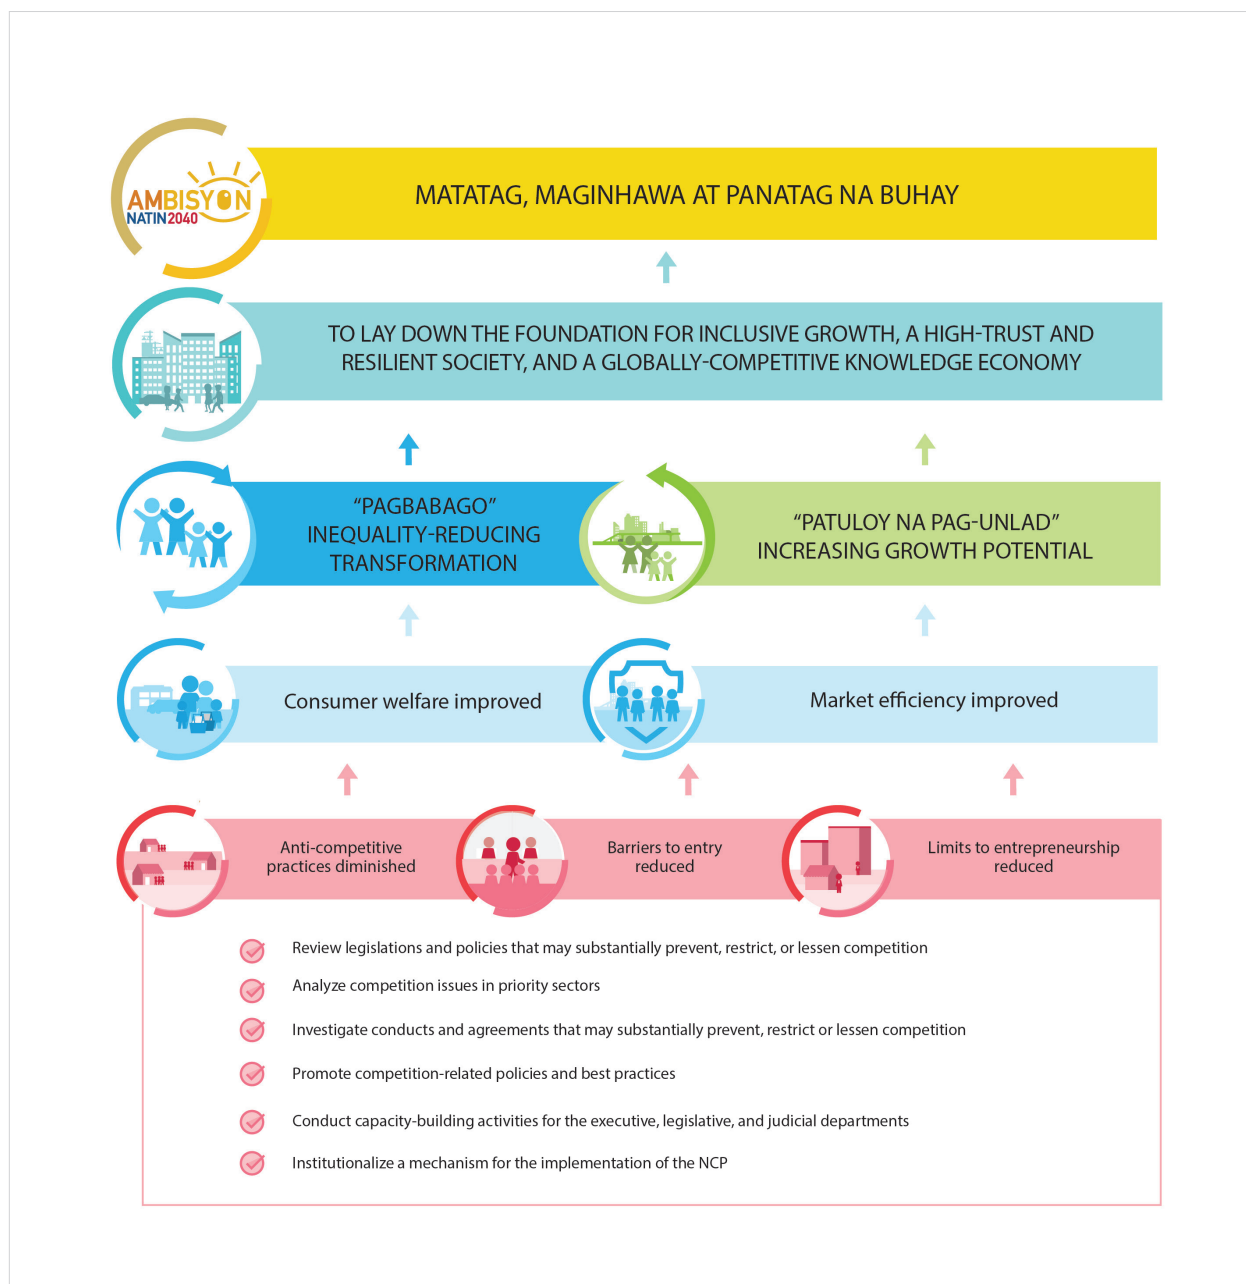 AMBISYON
NATIN 2040
MATATAG, MAGINHAWA AT PANATAG NA BUHAY
TO LAY DOWN THE FOUNDATION FOR INCLUSIVE GROWTH, A HIGH-TRUST AND
RESILIENT SOCIETY, AND A GLOBALLY-COMPETITIVE KNOWLEDGE ECONOMY
“PAGBABAGO”
INEQUALITY-REDUCING
TRANSFORMATION
“PATULOY NA PAG-UNLAD”
INCREASING GROWTH POTENTIAL
Consumer welfare improved
Market efficiency improved
Anti-competitive
practices diminished
Barriers to entry
reduced
Limits to entrepreneurship
reduced
Review legislations and policies that may substantially prevent, restrict, or lessen competition
Analyze competition issues in priority sectors
Investigate conducts and agreements that may substantially prevent, restrict or lessen competition
Promote competition-related policies and best practices
Conduct capacity-building activities for the executive, legislative, and judicial departments
Institutionalize a mechanism for the implementation of the NCP